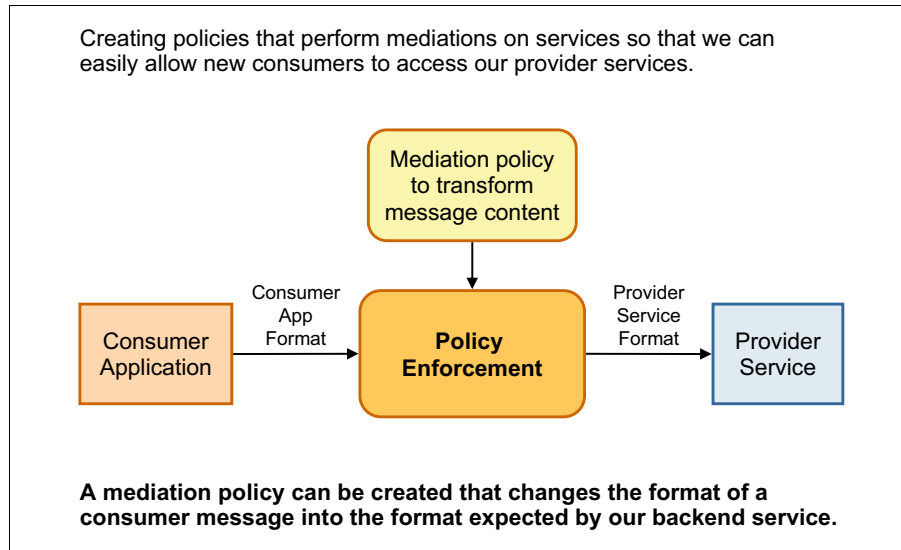 Creating policies that perform mediations on services so that we can
easily allow new consumers to access our provider services.
Mediation policy
to transform
message content
Consumer
App
Format
Provider
Service
Format
Consumer
Application
Policy
Enforcement
Provider
Service
A mediation policy can be created that changes the format of a
consumer message into the format expected by our backend service.